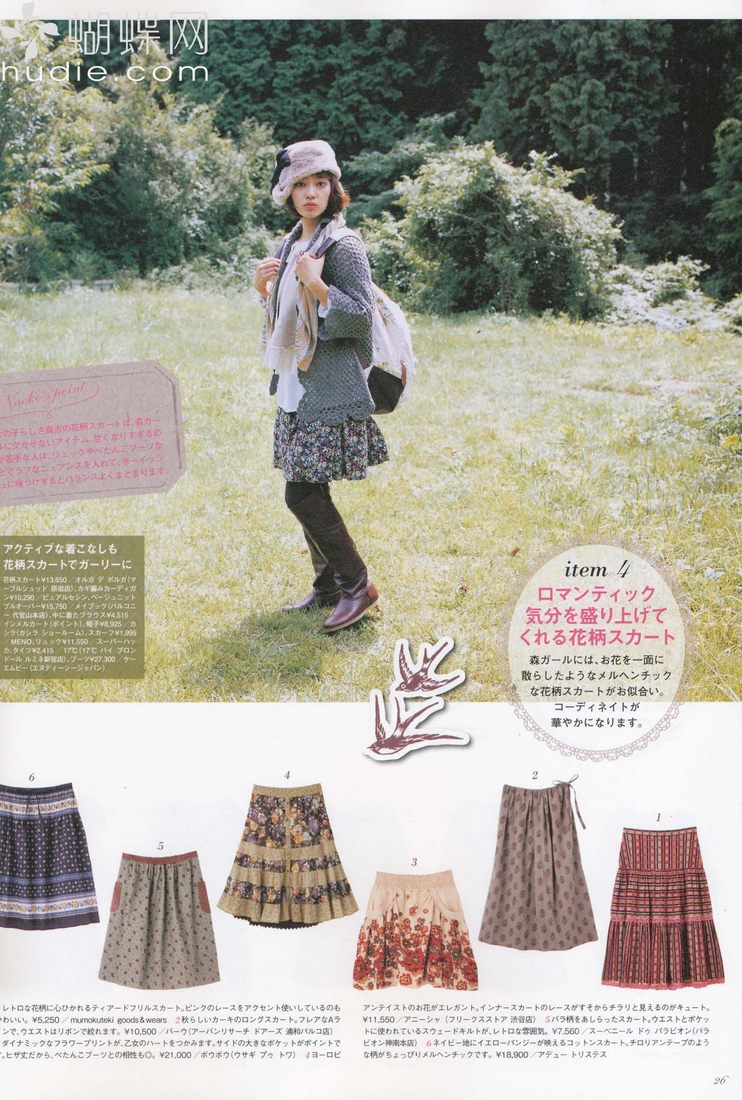 蝴蝶网
hudie.com
Naoko's point
の子らしさ満点の花柄スカートは、森ガー
に欠かせないアイテム。甘くなりすぎるの
が苦手な人は、リュックやぺたんこブーツな
とでラフなニュアンスを入れて、ボーイッシ
に味つけするとバランスよくまとまります。
アクティブな着こなしも
花柄スカートでガーリーに
花柄スカート¥13,650／オルガ デ ポルガ(マ
ーブルシュッド 原宿店)、カギ編みカーディガ
ン¥10,290／ピュアルセシン、ベージュニット
プルオーバー¥15,750／メイブック(バルコニ
ー 代官山本店)、中に着たブラウス¥4,515／
インメルカート(ポイント)、帽子¥8,925／カ
シラ(カシラ ショールーム)、スカーフ¥1,995
／MENO、リュック¥11,550／スーパーハッ
カ、タイツ¥2,415／17℃(17℃ バイ ブロン
ドール ルミネ新宿店)、ブーツ¥27,300／ケー
エムビー(エヌディーシージャパン)
item 4
ロマンティック
気分を盛り上げて
くれる花柄スカート
森ガールには、お花を一面に
散らしたようなメルヘンチック
な花柄スカートがお似合い。
コーディネイトが
華やかになります。
6
5
4
3
2
1
レトロな花柄に心ひかれるティアードフリルスカート。ピンクのレースをアクセント使いしているのも
かわいい。¥5,250／mumokuteki goods&wears 2秋らしいカーキのロングスカート。フレアなAラ
ンで、ウエストはリボンで絞れます。¥10,500／バーウ(アーバンリサーチ ドアーズ 浦和パルコ店)
ダイナミックなフラワープリントが、乙女のハートをつかみます。サイドの大きなポケットがポイントで
す。ヒザ丈だから、ぺたんこブーツとの相性も◎。¥21,000／ボウボウ(ウサギ プゥ トワ) 4ヨーロピ
アンテイストのお花がエレガント。インナースカートのレースがすそからチラリと見えるのがキュート。
¥11,550／アニーシャ(フリークスストア 渋谷店) 5バラ柄をあしらったスカート。ウエストとポケッ
トに使われているスウェードキルトが、レトロな雰囲気。¥7,560／スーベニール ドゥ パラビオン(パラ
ビオン神南本店) 6ネイビー地にイエローパンジーが映えるコットンスカート。チロリアンテープのよう
な柄がちょっぴりメルヘンチックです。¥18,900／アデュー トリステス
26